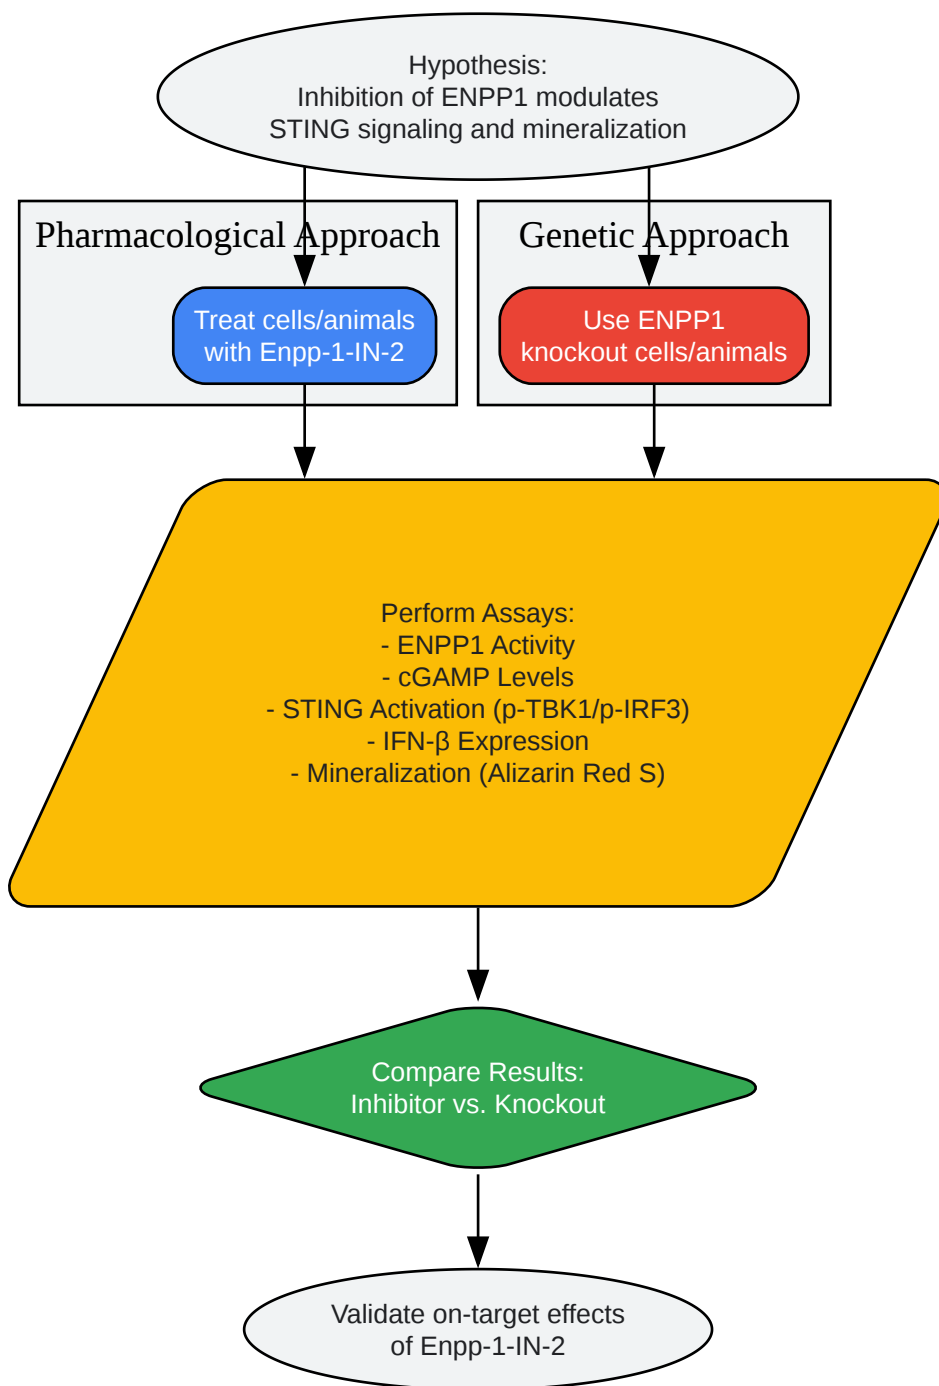 Hypothesis:
Inhibition of ENPP1 modulates
STING signaling and mineralization
Pharmacological Approach
Genetic Approach
Treat cells/animals
with Enpp-1-IN-2
Use ENPP1
knockout cells/animals
Perform Assays:
- ENPP1 Activity
- cGAMP Levels
- STING Activation (p-TBK1/p-IRF3)
- IFN-β Expression
- Mineralization (Alizarin Red S)
Compare Results:
Inhibitor vs. Knockout
Validate on-target effects
of Enpp-1-IN-2